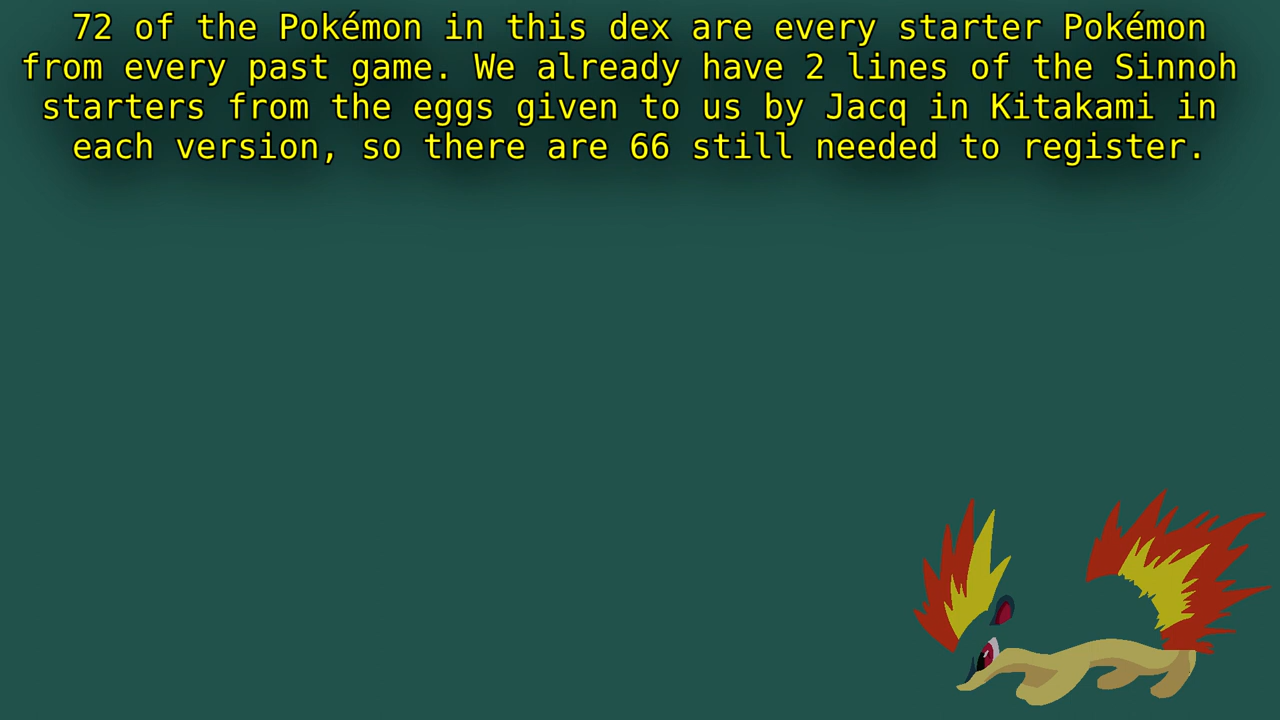 72 of the Pokémon in this dex are every starter Pokémon
from every past game. We already have 2 lines of the Sinnoh
starters from the eggs given to us by Jacq in Kitakami in
each version, so there are 66 still needed to register.